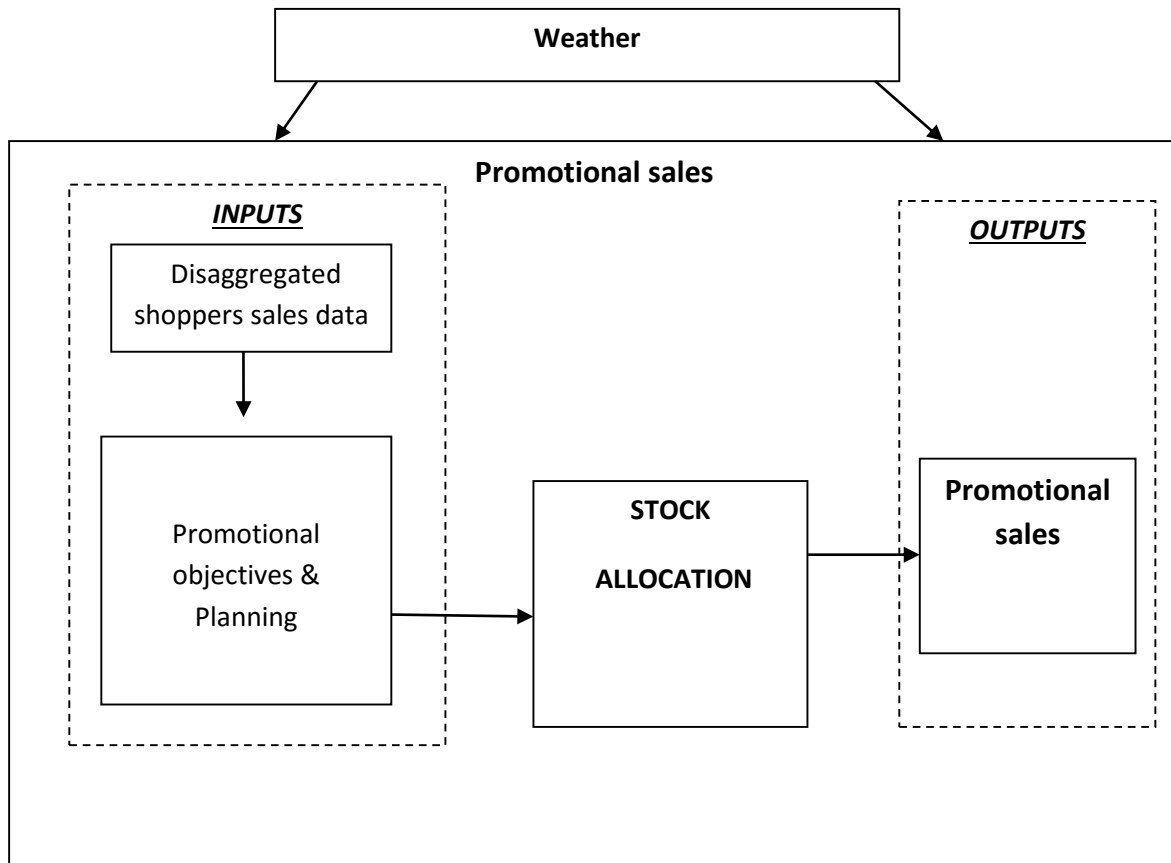 Weather
Promotional sales
INPUTS
Disaggregated
shoppers sales data
Promotional
objectives &
Planning
STOCK
ALLOCATION
OUTPUTS
Promotional
sales